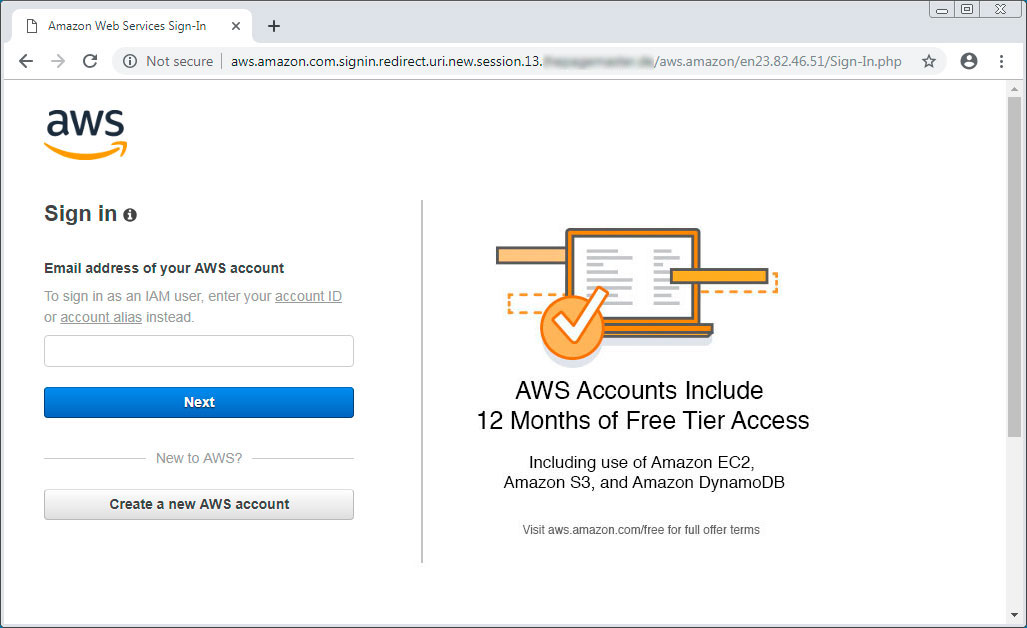 Amazon Web Services Sign-In
Not secure aws.amazon.com.signin.redirect.uri.new.session.13. /aws.amazon/en23.82.46.51/Sign-In.php
aws
Sign in
Email address of your AWS account
To sign in as an IAM user, enter your account ID
or account alias instead.
Next
New to AWS?
Create a new AWS account
AWS Accounts Include
12 Months of Free Tier Access
Including use of Amazon EC2,
Amazon S3, and Amazon DynamoDB
Visit aws.amazon.com/free for full offer terms